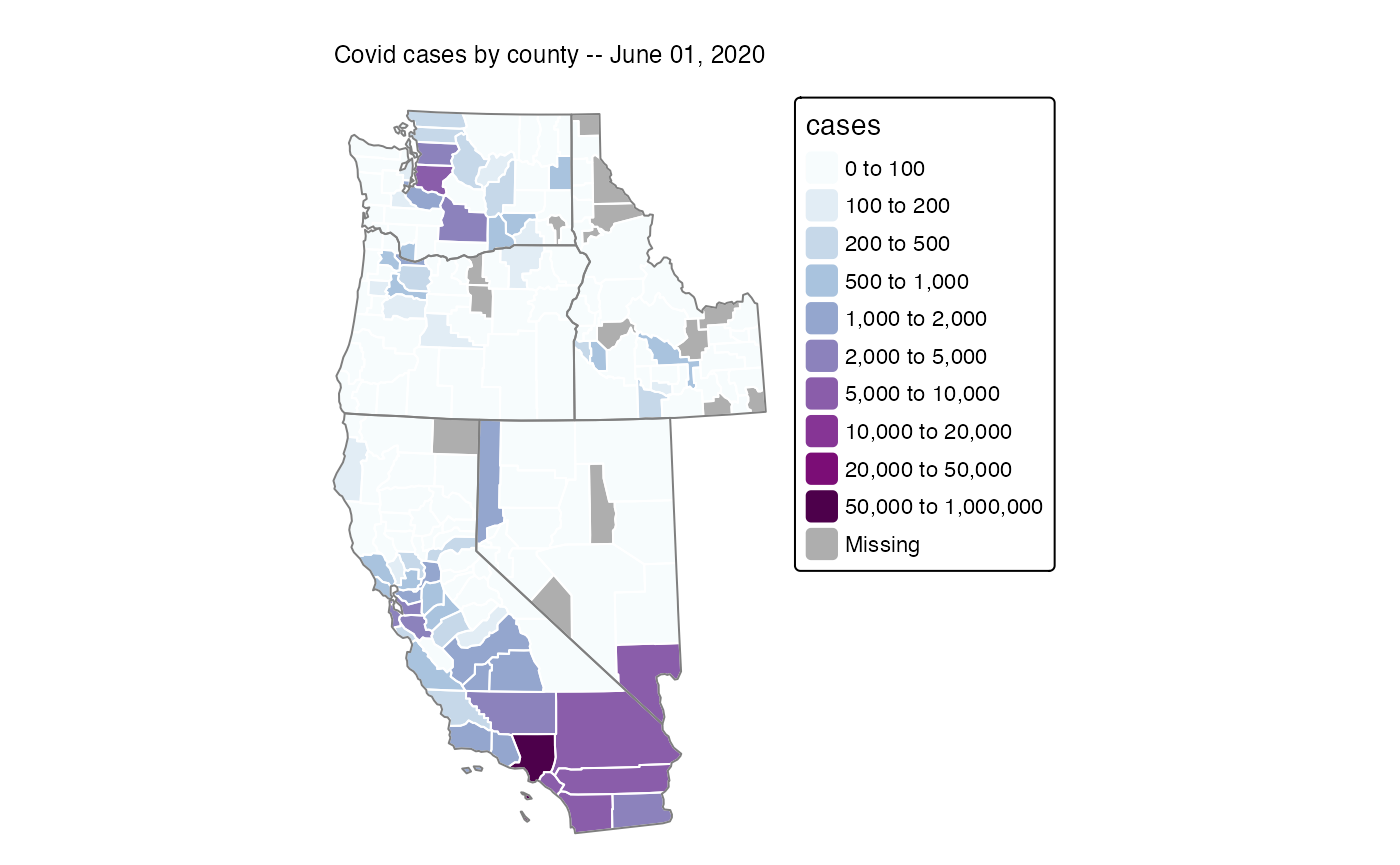 Covid cases by county -- June 01, 2020
cases
0 to 100
100 to 200
200 to 500
500 to 1,000
1,000 to 2,000
2,000 to 5,000
5,000 to 10,000
10,000 to 20,000
20,000 to 50,000
50,000 to 1,000,000
Missing